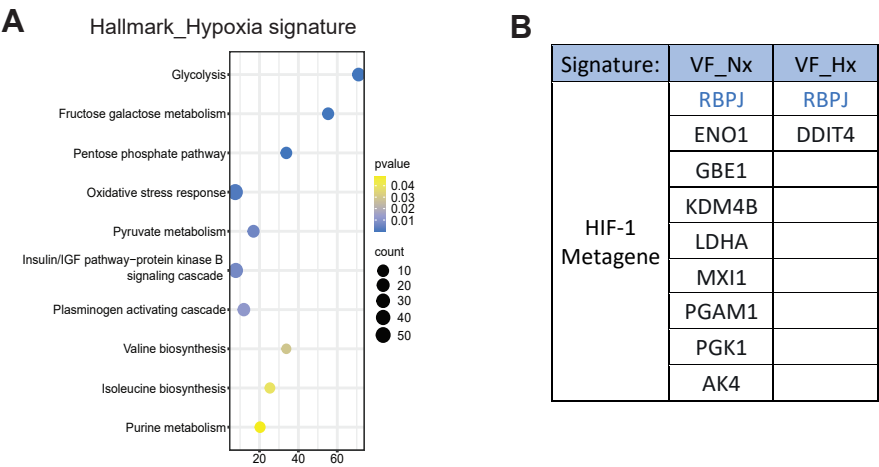 A
Hallmark_Hypoxia signature
Glycolysis
Fructose galactose metabolism
Pentose phosphate pathway
Oxidative stress response
Pyruvate metabolism
Insulin/IGF pathway−protein kinase B
signaling cascade
Plasminogen activating cascade
Valine biosynthesis
Isoleucine biosynthesis
Purine metabolism
20 40 60
pvalue
0.04
0.03
0.02
0.01
count
10
20
30
40
50
B
Signature: VF_Nx VF_Hx
HIF-1
Metagene
RBPJ RBPJ
ENO1 DDIT4
GBE1
KDM4B
LDHA
MXI1
PGAM1
PGK1
AK4